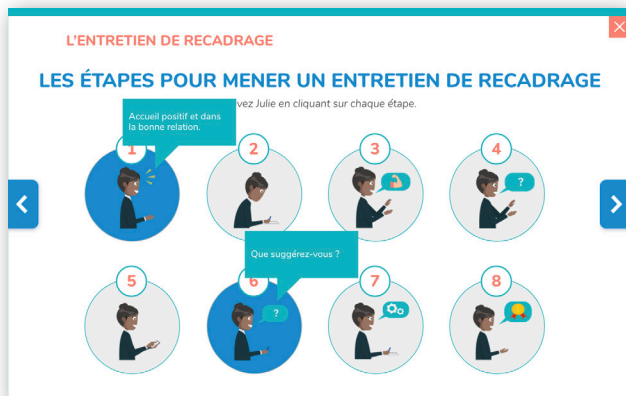 L'ENTRETIEN DE RECADRAGE
LES ÉTAPES POUR MENER UN ENTRETIEN DE RECADRAGE
vez Julie en cliquant sur chaque étape.
Accueil positif et dans
la bonne relation.
1
2
3
4
?
Que suggérez-vous ?
5
6
?
7
8